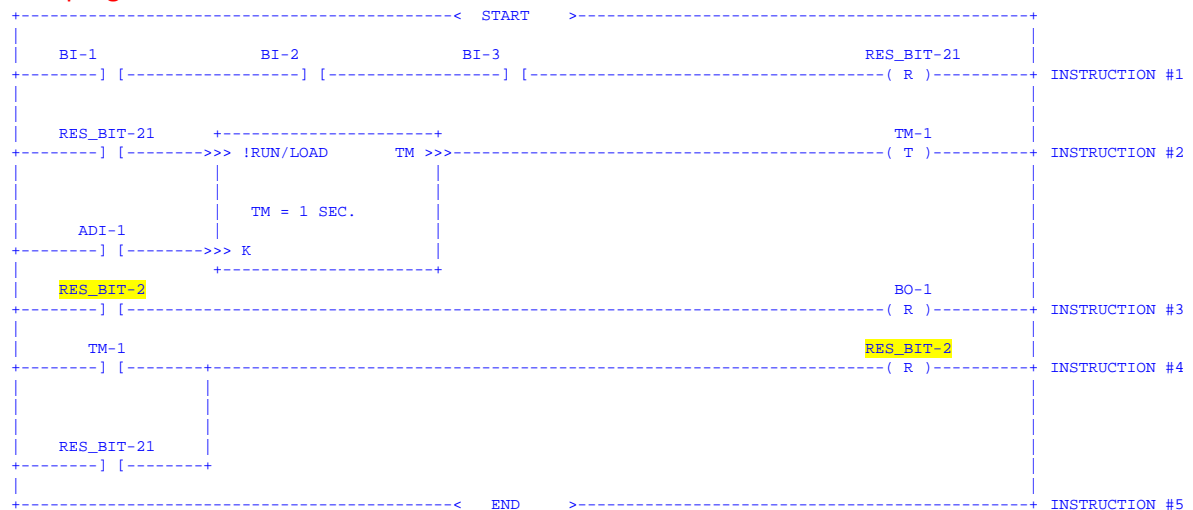 < START >
BI-1 BI-2 BI-3 RES_BIT-21
] [ ] [ ] [ ( R ) INSTRUCTION #1
RES_BIT-21 TM-1
] [ >>> !RUN/LOAD TM >>> ( T ) INSTRUCTION #2
TM = 1 SEC.
ADI-1
] [ >>> K
RES_BIT-2 BO-1
] [ ( R ) INSTRUCTION #3
TM-1 RES_BIT-2
] [ ( R ) INSTRUCTION #4
RES_BIT-21
] [
< END > INSTRUCTION #5